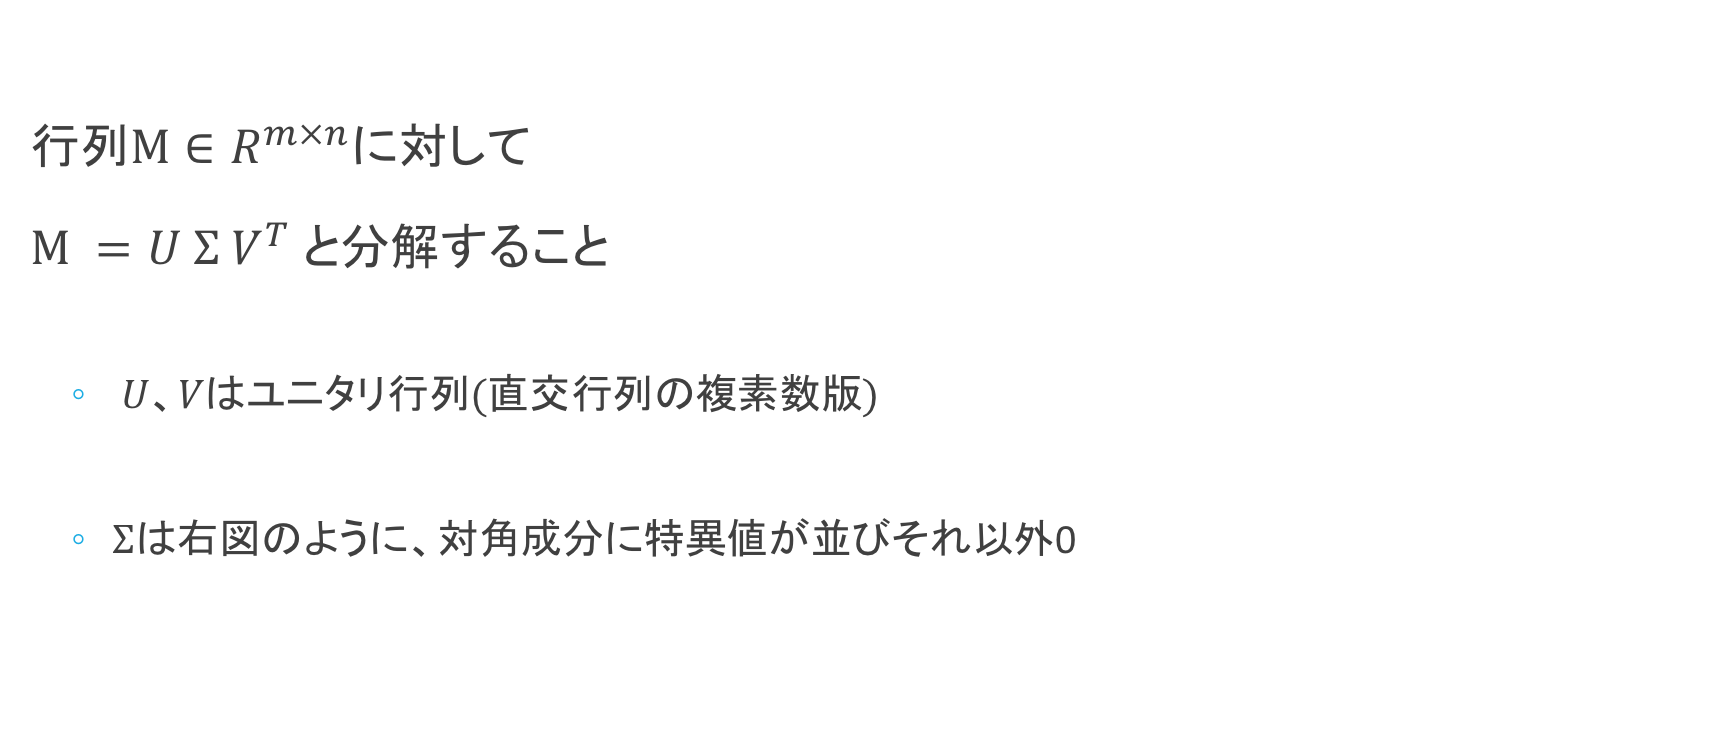 行列M ∈ R^{m×n}に対して
M = U Σ V^T と分解すること
◦ U、Vはユニタリ行列(直交行列の複素数版)
◦ Σは右図のように、対角成分に特異値が並びそれ以外0